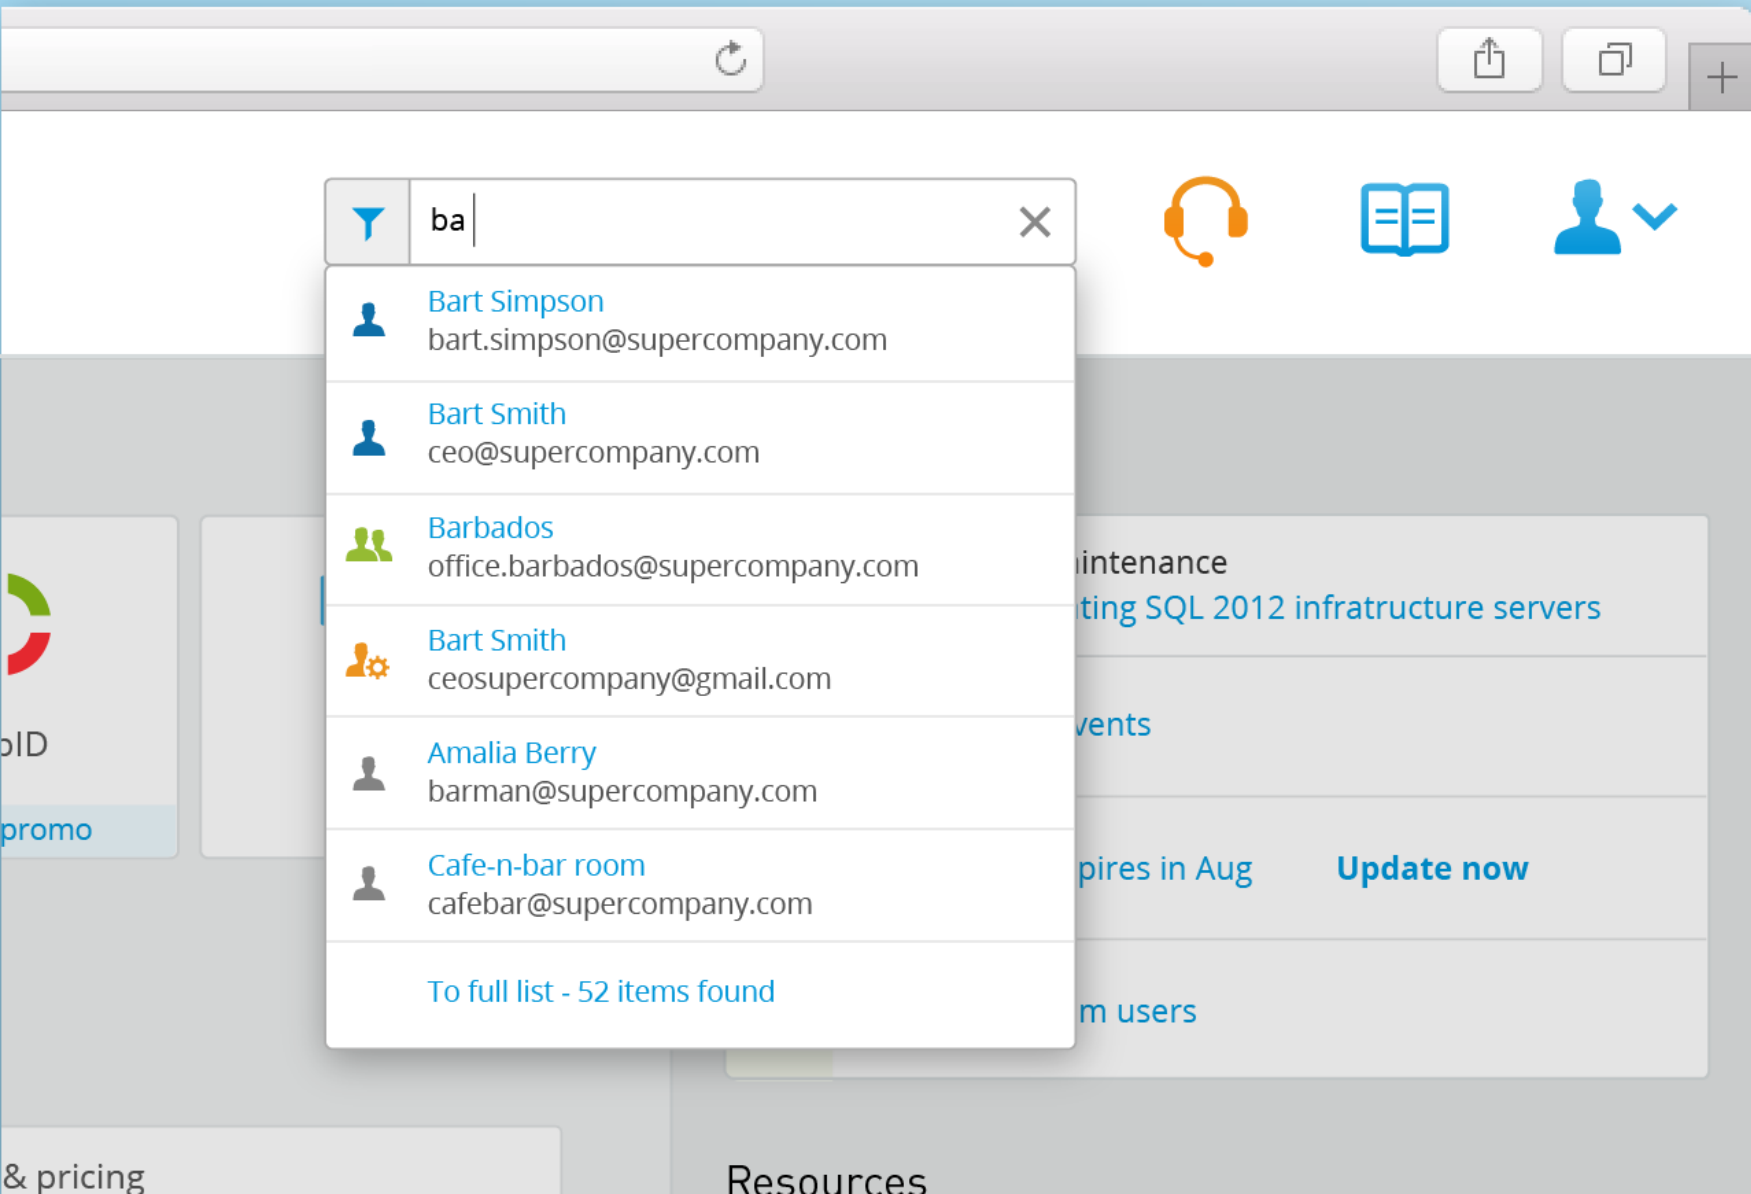 ba
Bart Simpson
bart.simpson@supercompany.com
Bart Smith
ceo@supercompany.com
Barbados
office.barbados@supercompany.com
Bart Smith
ceosupercompany@gmail.com
Amalia Berry
barman@supercompany.com
Cafe-n-bar room
cafebar@supercompany.com
To full list - 52 items found
intenance
ting SQL 2012 infratructure servers
vents
pires in Aug Update now
m users
ID
promo
& pricing
Resources